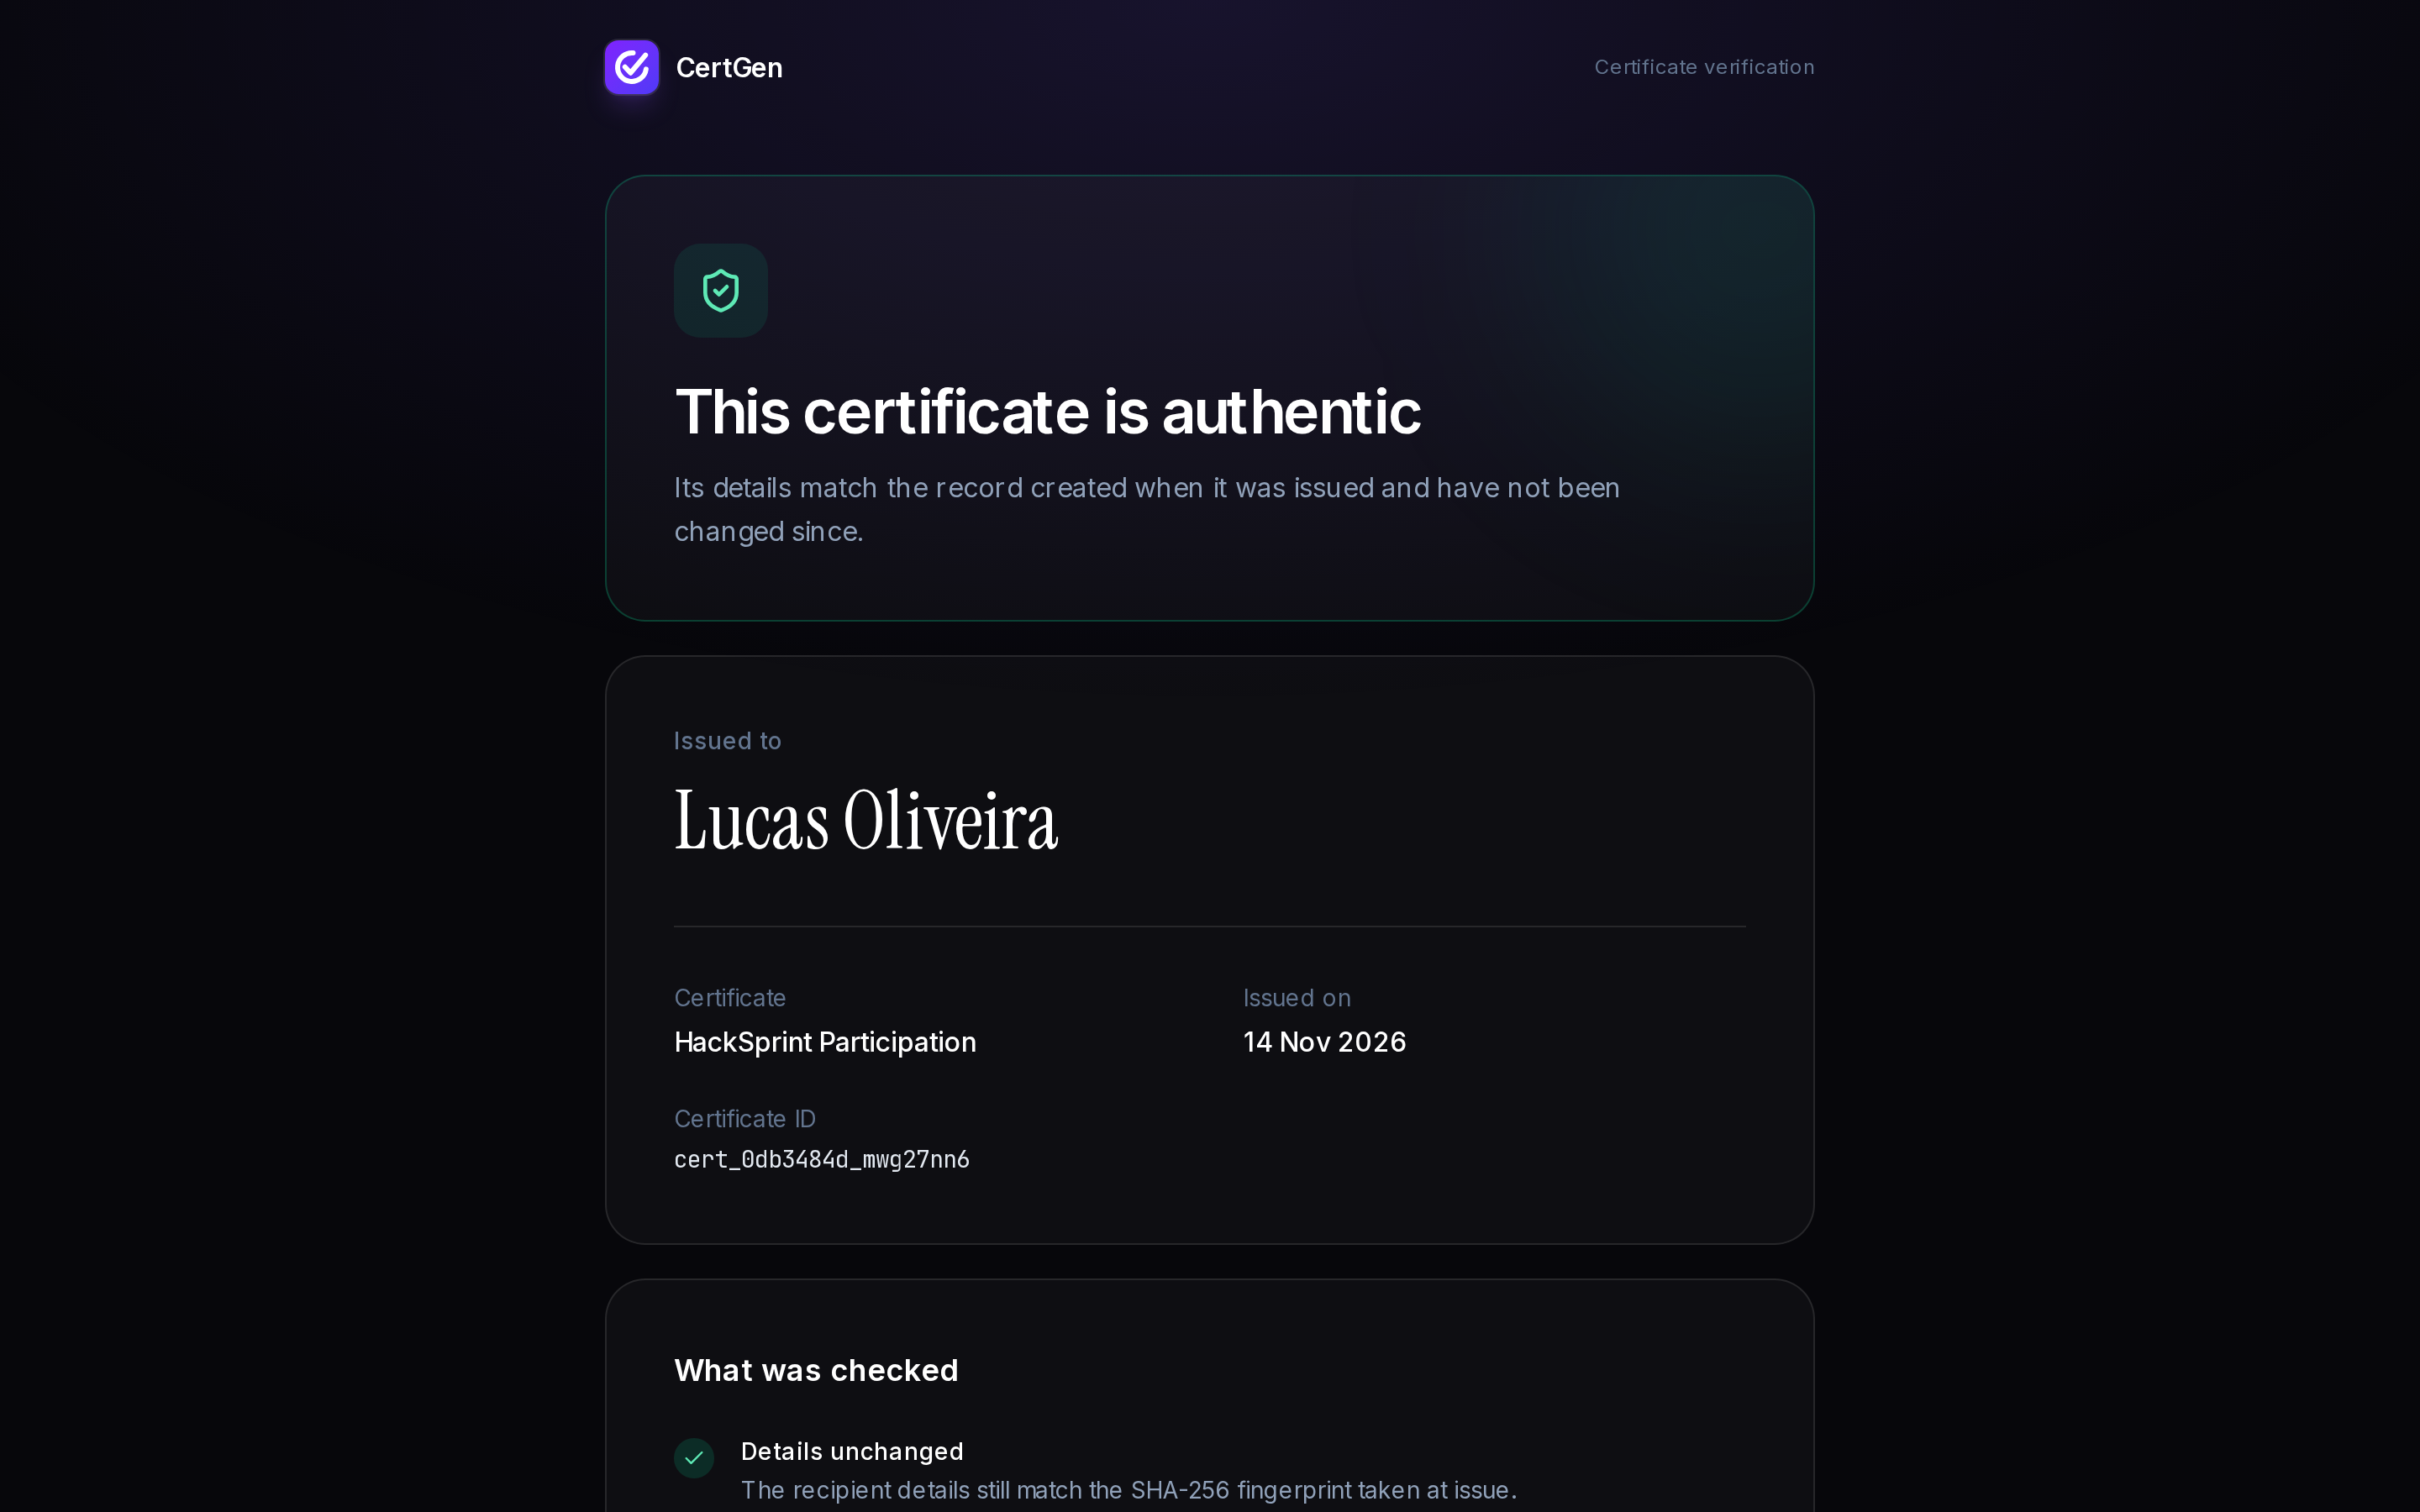 CertGen
Certificate verification
This certificate is authentic
Its details match the record created when it was issued and have not been
changed since.
Issued to
Lucas Oliveira
Certificate
HackSprint Participation
Issued on
14 Nov 2026
Certificate ID
cert_0db3484d_mwg27nn6
What was checked
Details unchanged
The recipient details still match the SHA-256 fingerprint taken at issue.